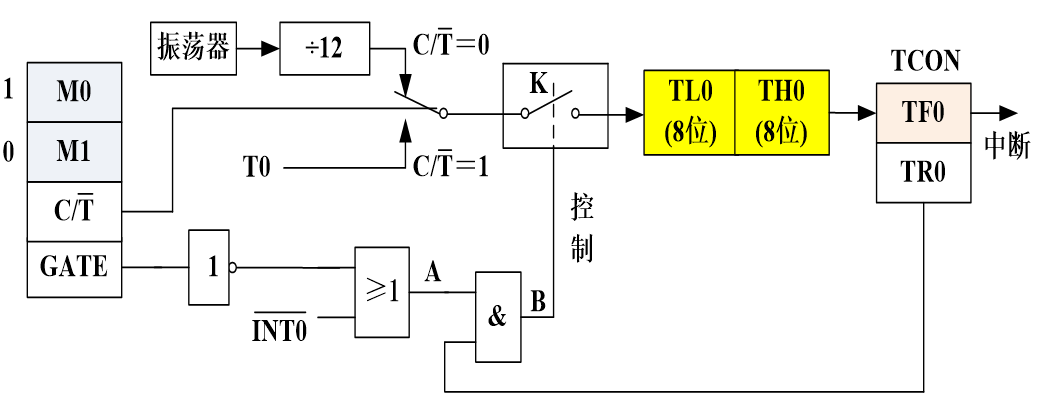 振荡器
÷12
C/T̅=0
TCON
1
M0
K
TL0
(8位)
TH0
(8位)
TF0
中断
0
M1
T0
C/T̅=1
TR0
C/T̅
控
制
GATE
1
≥1
A
I̅N̅T̅0̅
&
B